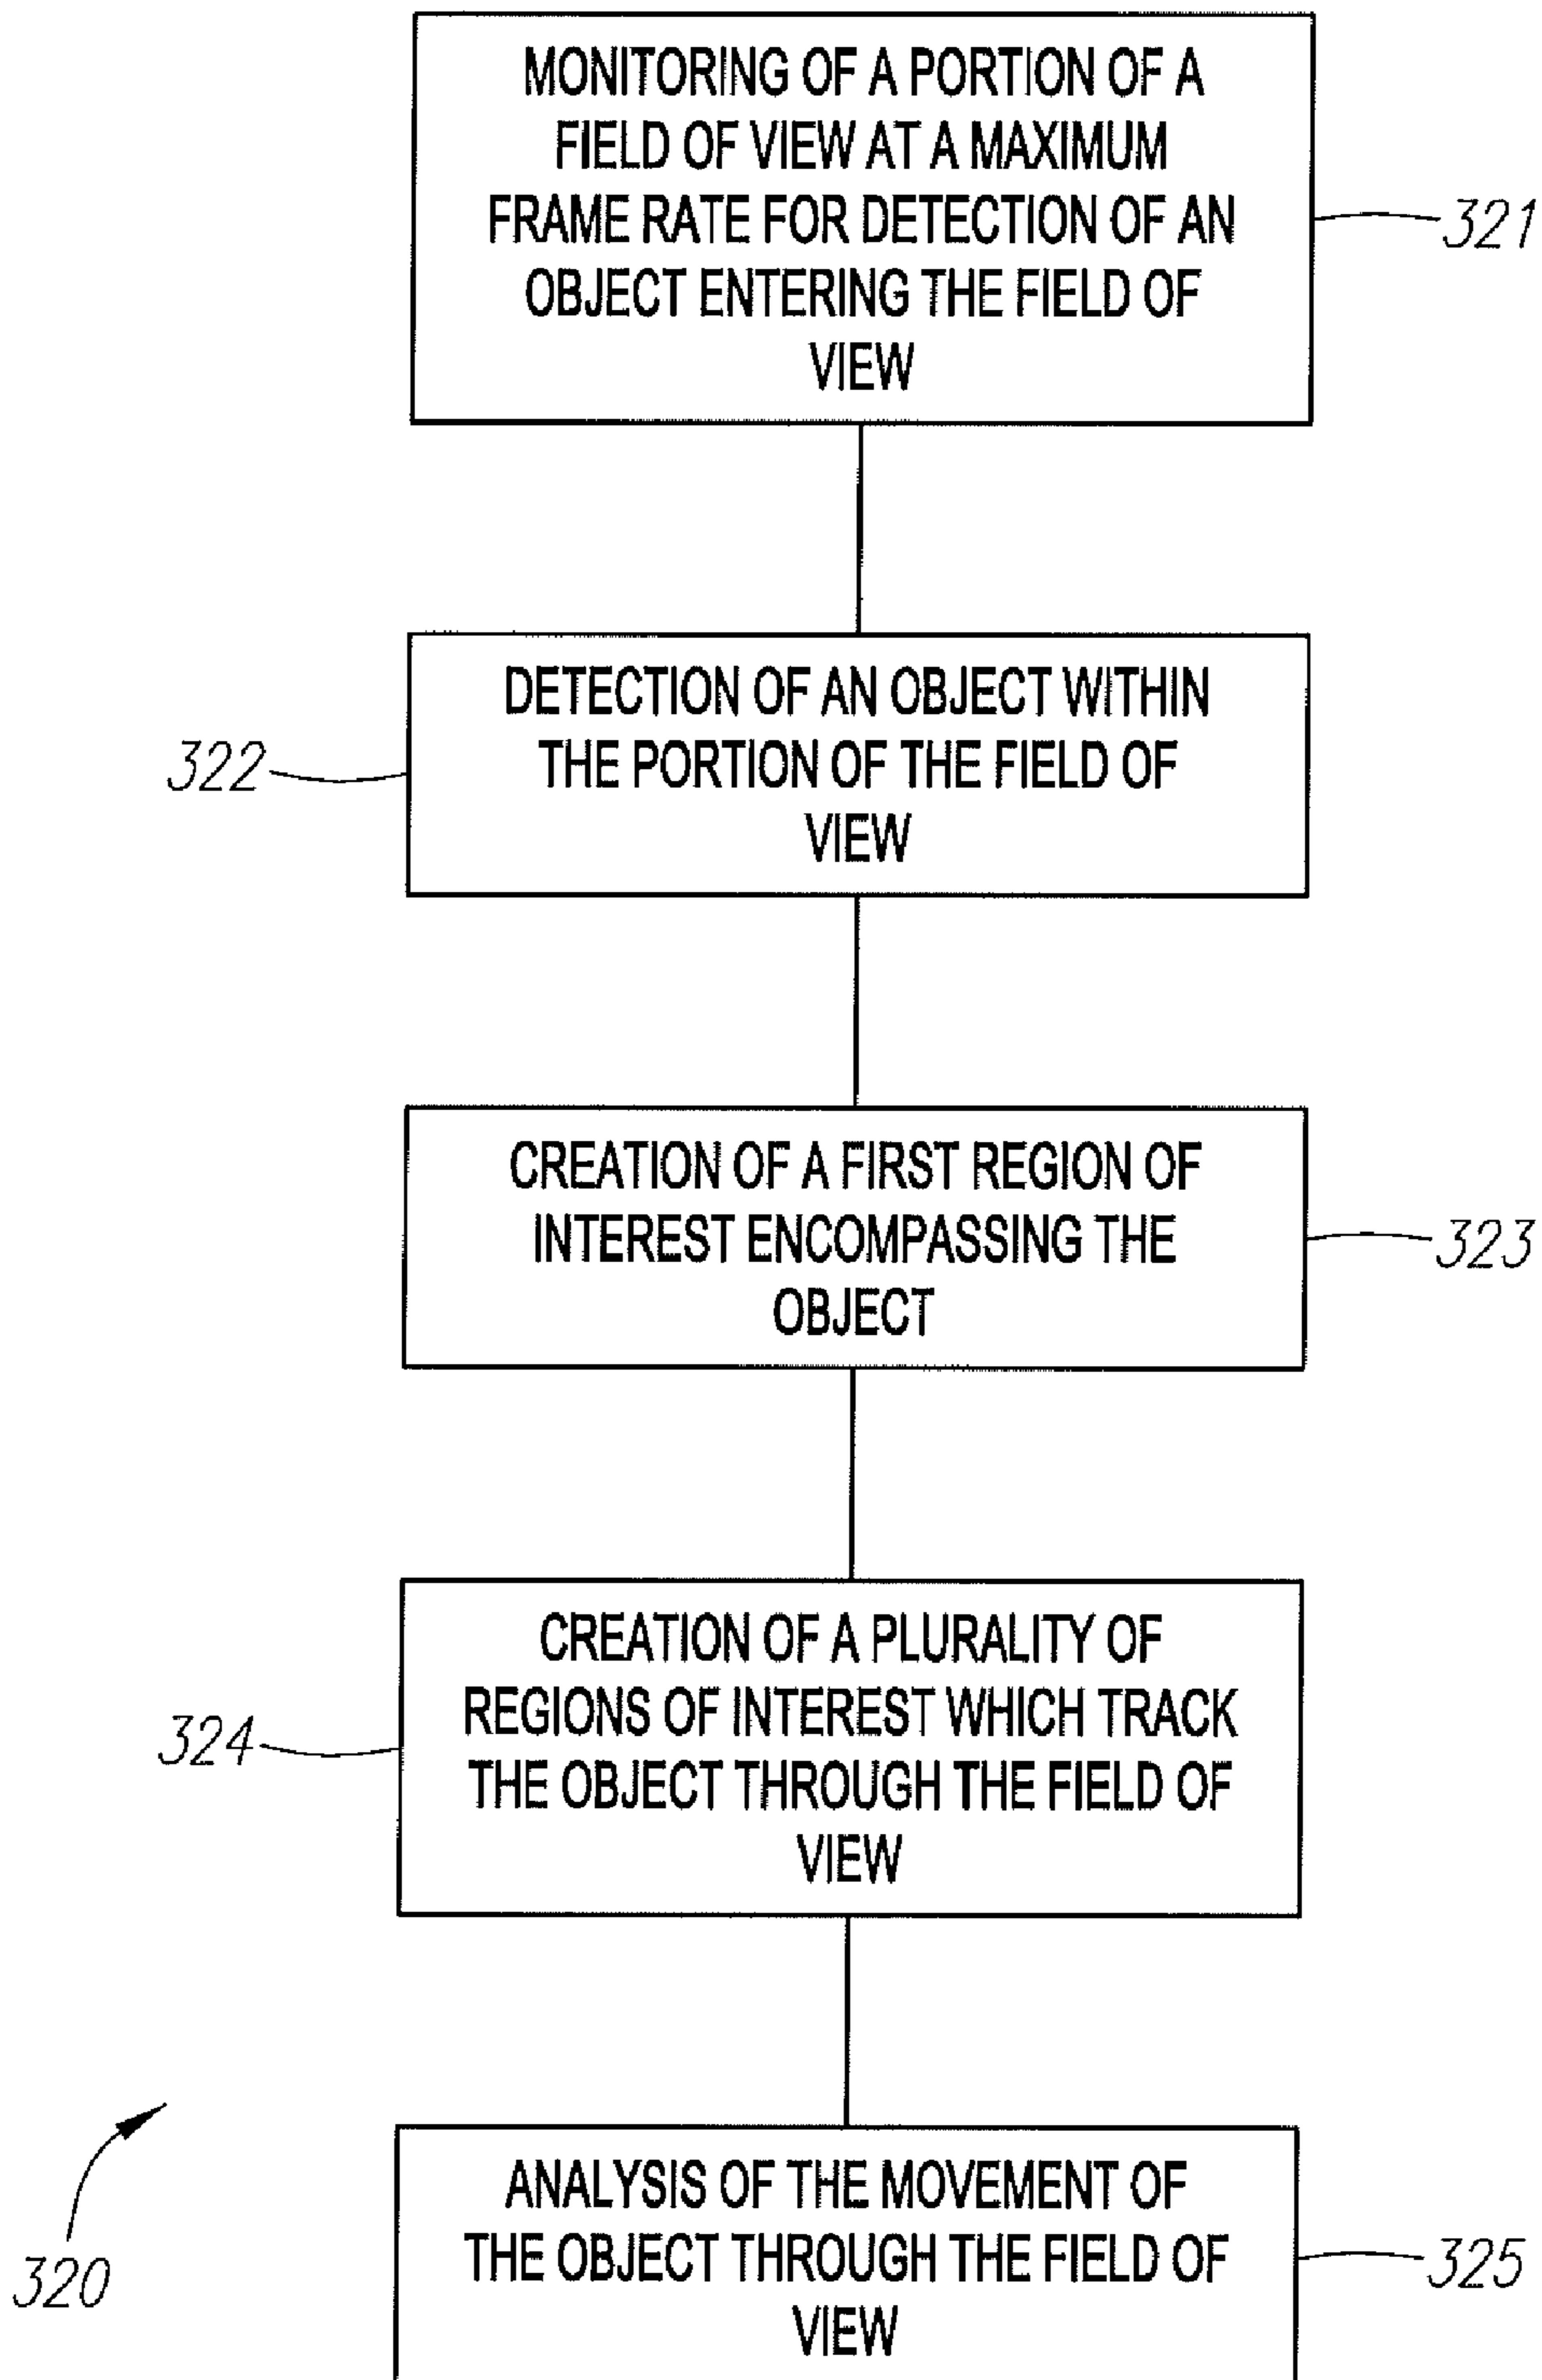 MONITORING OF A PORTION OF A
FIELD OF VIEW AT A MAXIMUM
FRAME RATE FOR DETECTION OF AN
OBJECT ENTERING THE FIELD OF
VIEW
321
DETECTION OF AN OBJECT WITHIN
THE PORTION OF THE FIELD OF
VIEW
322
CREATION OF A FIRST REGION OF
INTEREST ENCOMPASSING THE
OBJECT
323
CREATION OF A PLURALITY OF
REGIONS OF INTEREST WHICH TRACK
THE OBJECT THROUGH THE FIELD OF
VIEW
324
ANALYSIS OF THE MOVEMENT OF
THE OBJECT THROUGH THE FIELD OF
VIEW
325
320